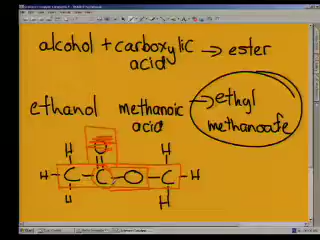 alcohol + carboxylic → ester
acid
ethanol methanoic → ethyl
acid methanoate
O
H H
H - C - C - O - C - H
H H